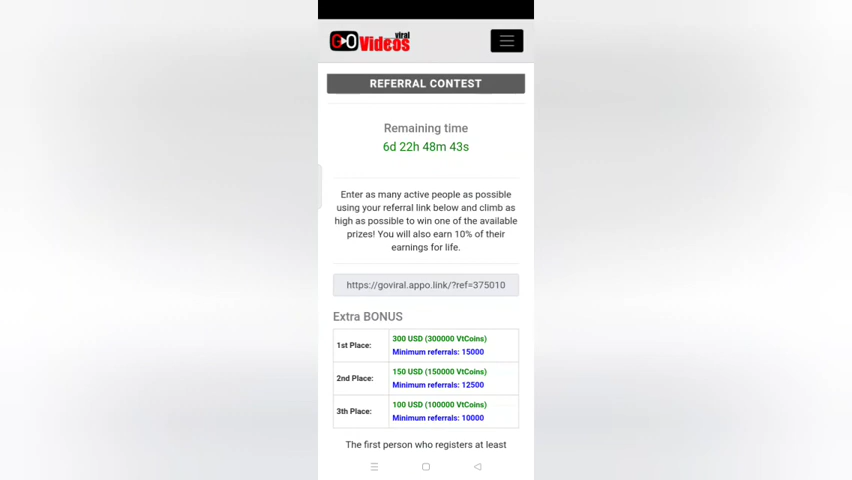 GO Videos viral
REFERRAL CONTEST
Remaining time
6d 22h 48m 43s
Enter as many active people as possible
using your referral link below and climb as
high as possible to win one of the available
prizes! You will also earn 10% of their
earnings for life.
https://goviral.appo.link/?ref=375010
Extra BONUS
1st Place: 300 USD (300000 VtCoins)
Minimum referrals: 15000
2nd Place: 150 USD (150000 VtCoins)
Minimum referrals: 12500
3th Place: 100 USD (100000 VtCoins)
Minimum referrals: 10000
The first person who registers at least